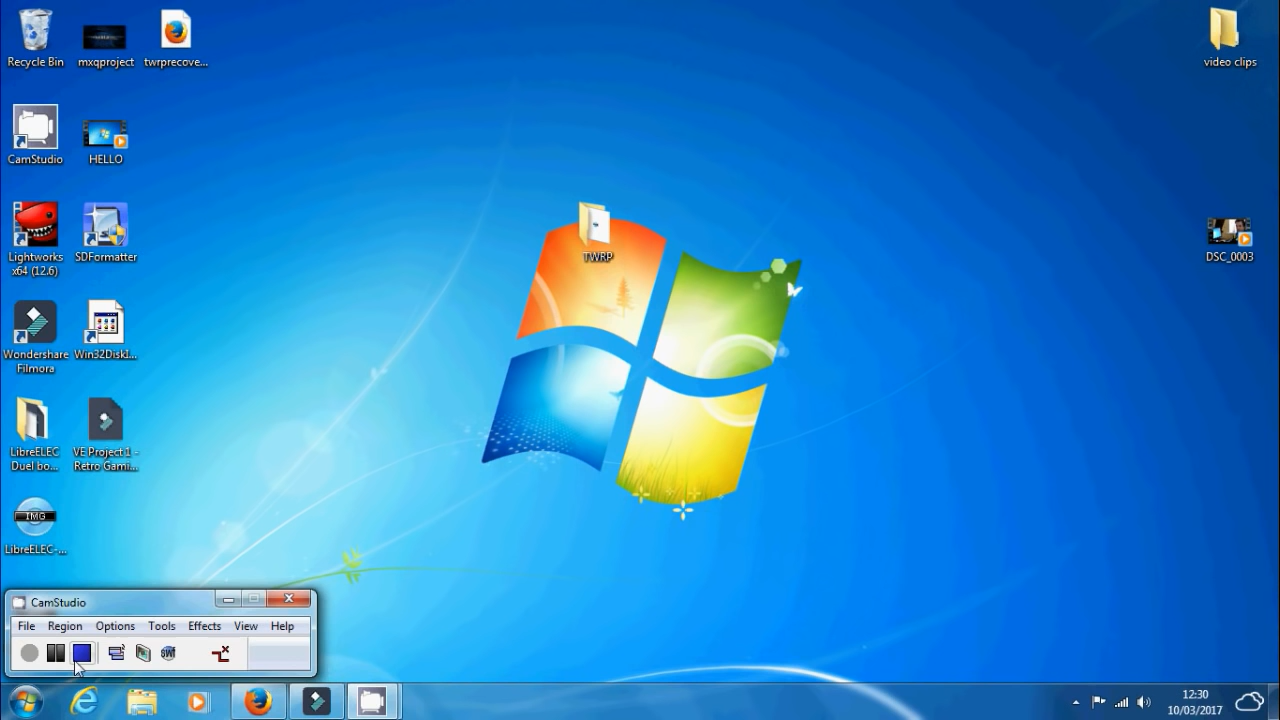 Recycle Bin
mxqproject
twrprecove...
video clips
CamStudio
HELLO
Lightworks
x64 (12.6)
SDFormatter
TWRP
DSC_0003
Wondershare
Filmora
Win32DiskI...
LibreELEC
Duel bo...
VE Project 1 -
Retro Gami...
IMG
LibreELEC-...
CamStudio
File Region Options Tools Effects View Help
SWF
12:30
10/03/2017